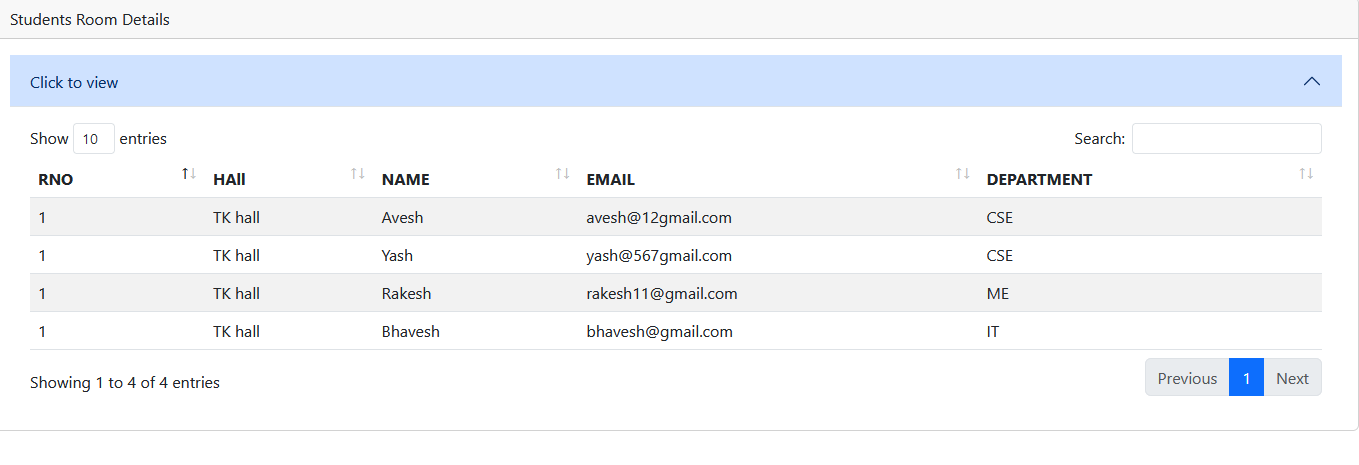 Students Room Details
Click to view
Show 10 entries Search:
RNO HAll NAME EMAIL DEPARTMENT
1 TK hall Avesh avesh@12gmail.com CSE
1 TK hall Yash yash@567gmail.com CSE
1 TK hall Rakesh rakesh11@gmail.com ME
1 TK hall Bhavesh bhavesh@gmail.com IT
Showing 1 to 4 of 4 entries Previous 1 Next